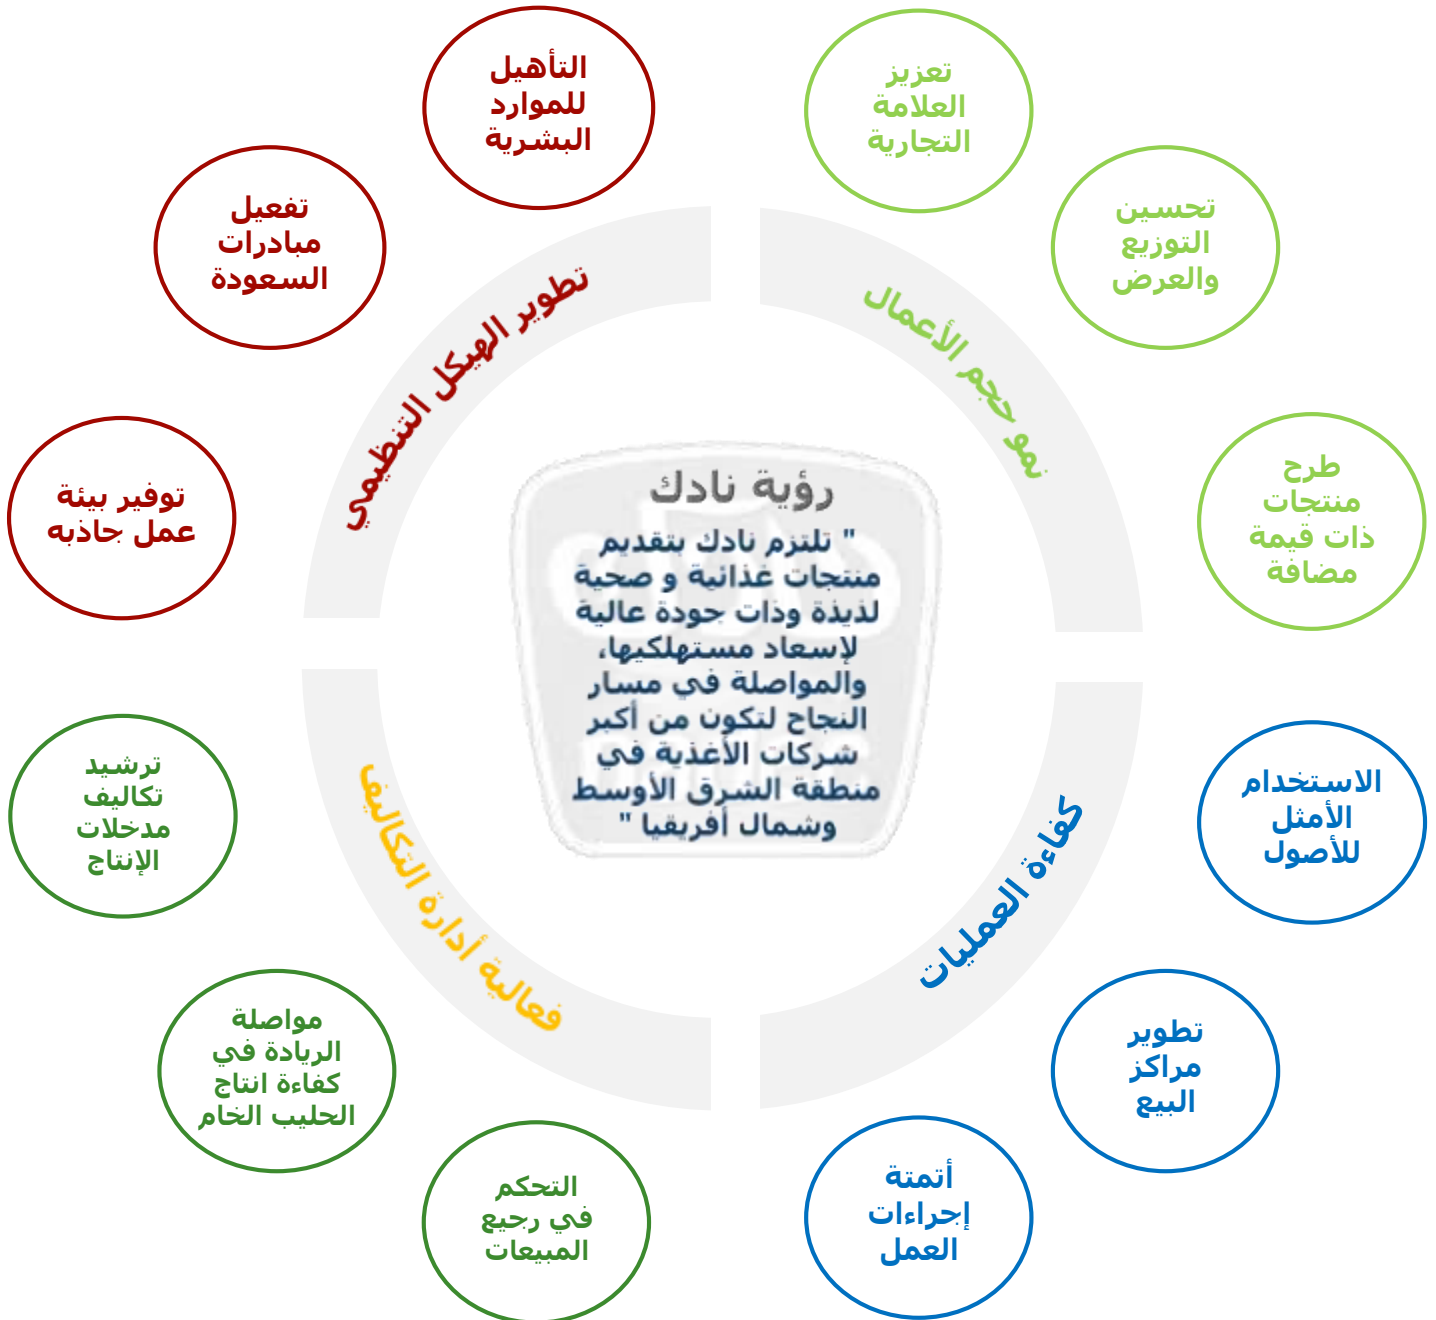 تعزيز
العلامة
التجارية
تحسين
التوزيع
والعرض
طرح
منتجات
ذات قيمة
مضافة
نمو حجم الأعمال
التأهيل
للموارد
البشرية
تفعيل
مبادرات
السعودة
توفير بيئة
عمل جاذبه
تطوير الهيكل التنظيمي
رؤية نادك
" تلتزم نادك بتقديم
منتجات غذائية و صحية
لذيذة وذات جودة عالية
لإسعاد مستهلكيها،
والمواصلة في مسار
النجاح لتكون من أكبر
شركات الأغذية في
منطقة الشرق الأوسط
وشمال أفريقيا "
كفاءة العمليات
الاستخدام
الأمثل
للأصول
تطوير
مراكز
البيع
أتمتة
إجراءات
العمل
فعالية أدارة التكاليف
ترشيد
تكاليف
مدخلات
الإنتاج
مواصلة
الريادة في
كفاءة انتاج
الحليب الخام
التحكم
في رجيع
المبيعات